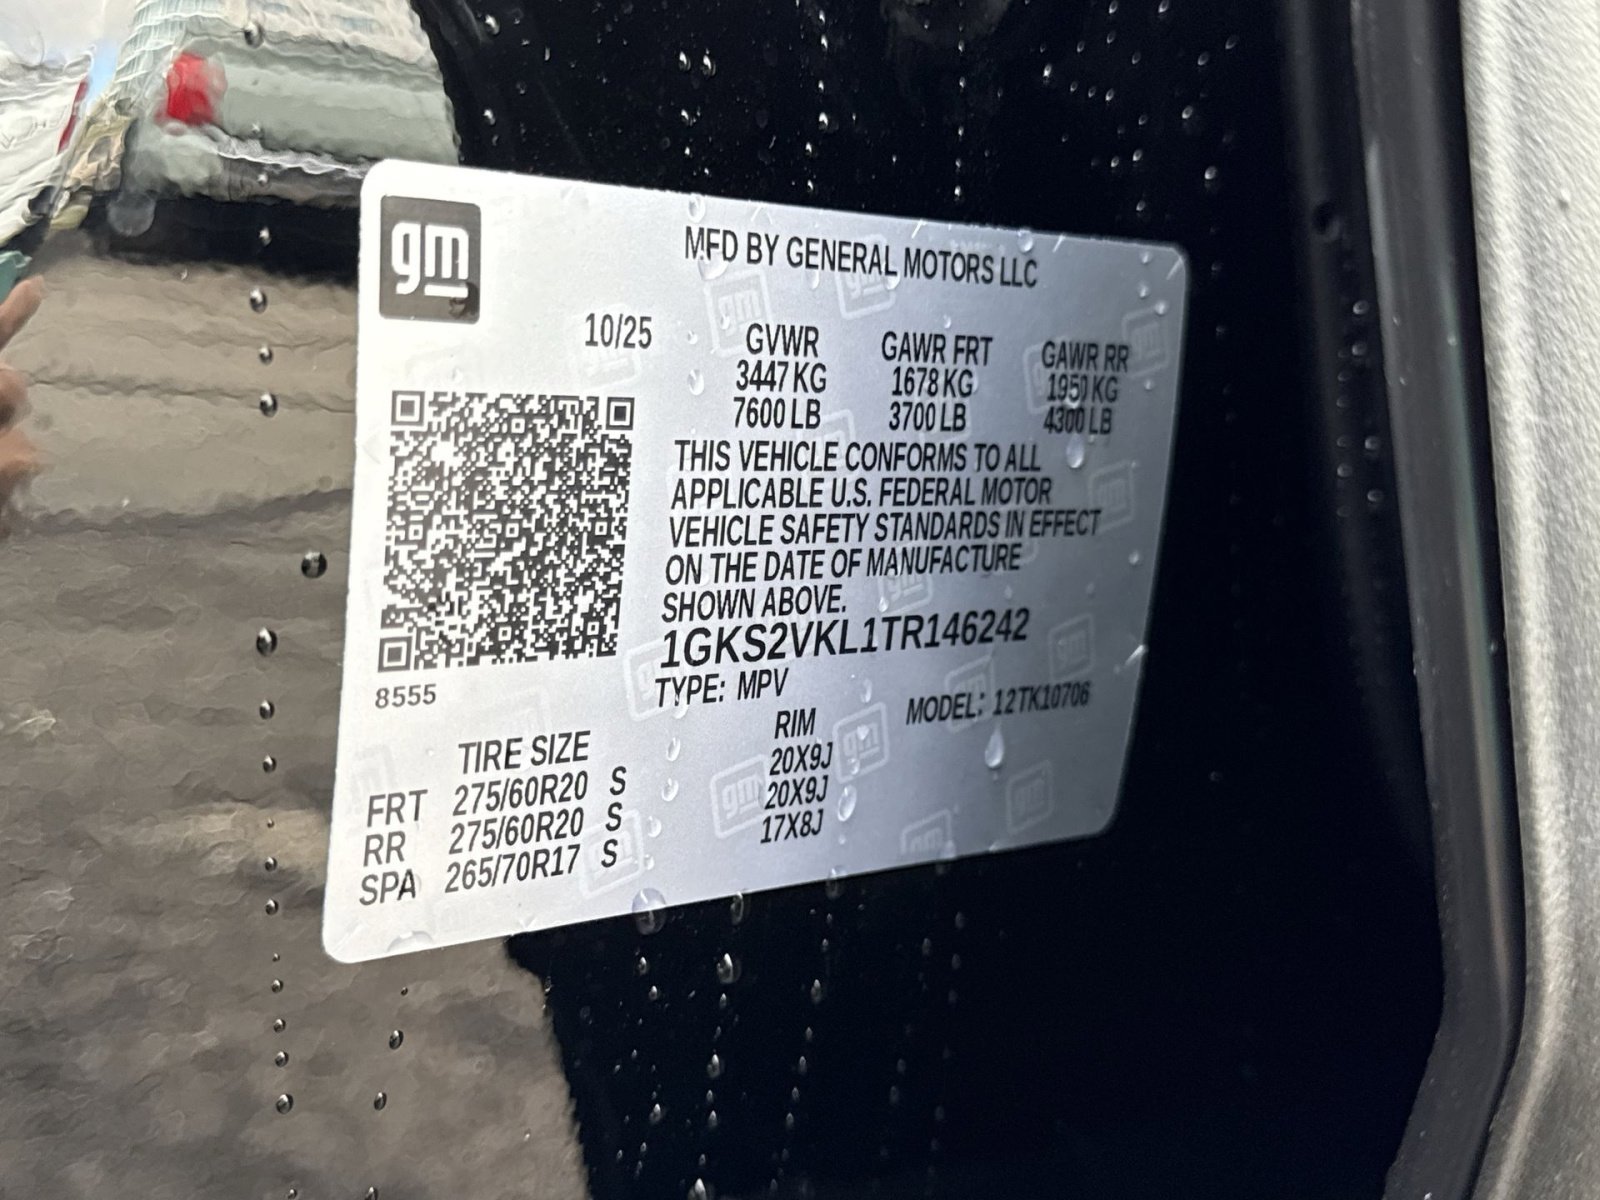 gm
MFD BY GENERAL MOTORS LLC
10/25 GVWR GAWR FRT GAWR RR
3447 KG 1678 KG 1950 KG
7600 LB 3700 LB 4300 LB
THIS VEHICLE CONFORMS TO ALL
APPLICABLE U.S. FEDERAL MOTOR
VEHICLE SAFETY STANDARDS IN EFFECT
ON THE DATE OF MANUFACTURE
SHOWN ABOVE.
1GKS2VKL1TR146242
8555 TYPE: MPV MODEL: 12TK10706
TIRE SIZE RIM
FRT 275/60R20 S 20X9J
RR 275/60R20 S 20X9J
SPA 265/70R17 S 17X8J